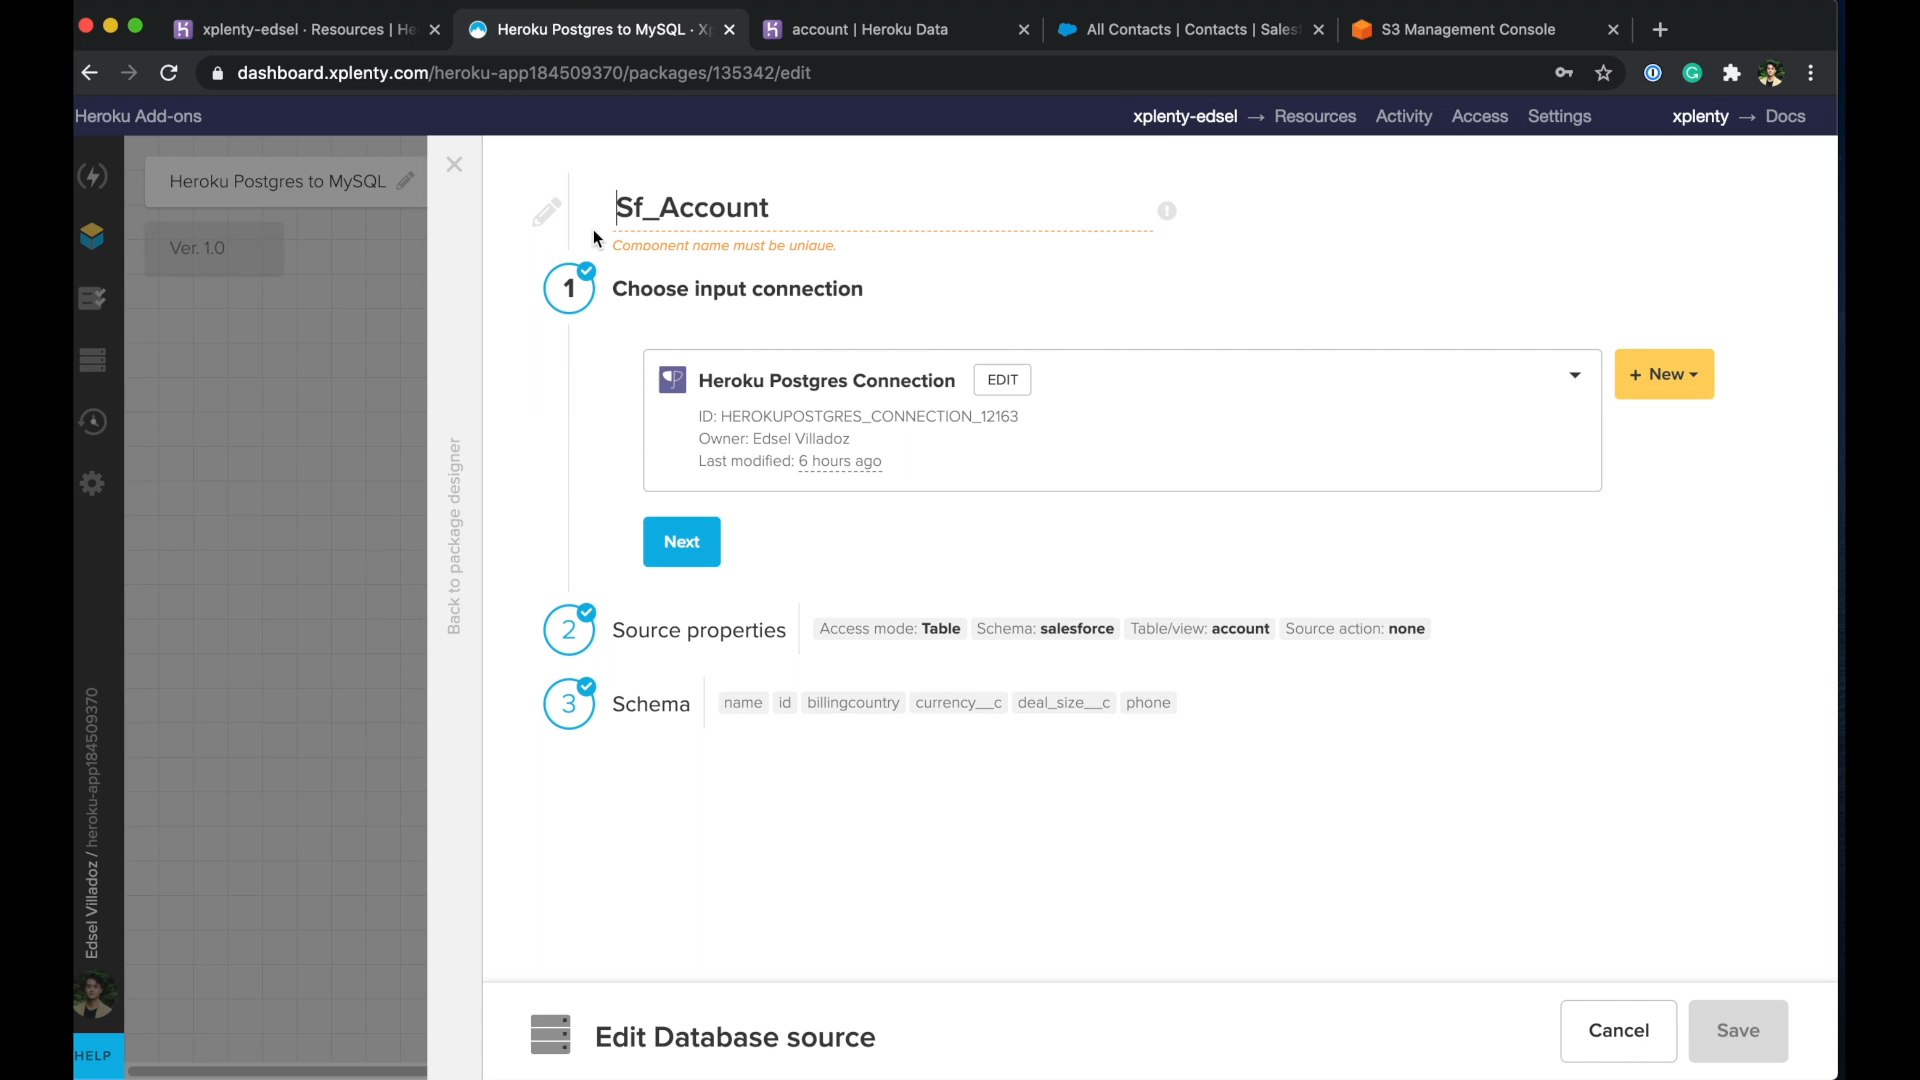 xplenty-edsel · Resources | He
Heroku Postgres to MySQL · X
account | Heroku Data
All Contacts | Contacts | Sales
S3 Management Console
dashboard.xplenty.com/heroku-app184509370/packages/135342/edit
Heroku Add-ons
xplenty-edsel → Resources Activity Access Settings
xplenty → Docs
Heroku Postgres to MySQL
Ver. 1.0
Back to package designer
Sf_Account
Component name must be unique.
1 Choose input connection
Heroku Postgres Connection EDIT
+ New
ID: HEROKUPOSTGRES_CONNECTION_12163
Owner: Edsel Villadoz
Last modified: 6 hours ago
Next
2 Source properties Access mode: Table Schema: salesforce Table/view: account Source action: none
3 Schema name id billingcountry currency__c deal_size__c phone
Edsel Villadoz / heroku-app184509370
HELP
Edit Database source
Cancel
Save